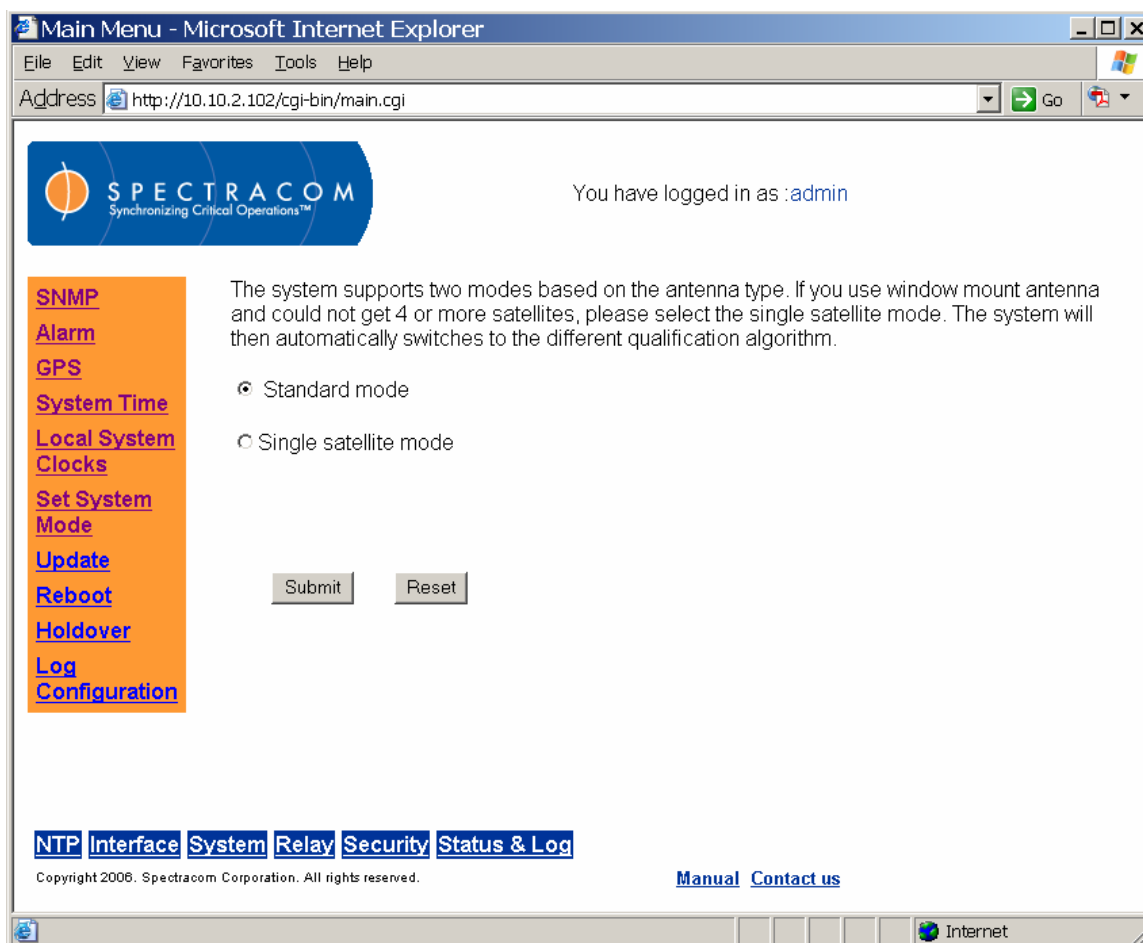 Main Menu - Microsoft Internet Explorer
File Edit View Favorites Tools Help
Address http://10.10.2.102/cgi-bin/main.cgi Go
SPECTRACOM
Synchronizing Critical Operations™
You have logged in as :admin
SNMP
Alarm
GPS
System Time
Local System
Clocks
Set System
Mode
Update
Reboot
Holdover
Log
Configuration
The system supports two modes based on the antenna type. If you use window mount antenna
and could not get 4 or more satellites, please select the single satellite mode. The system will
then automatically switches to the different qualification algorithm.
Standard mode
Single satellite mode
Submit Reset
NTP Interface System Relay Security Status & Log
Copyright 2006. Spectracom Corporation. All rights reserved.
Manual Contact us
Internet